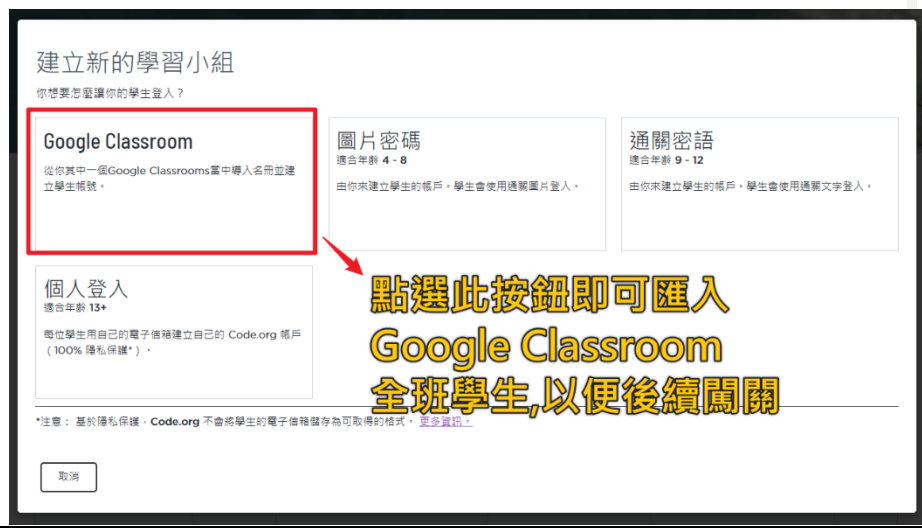 建立新的學習小組
你想要怎麼讓你的學生登入？
Google Classroom
從你其中一個Google Classrooms當中導入名冊並建
立學生帳號。
圖片密碼
適合年齡 4 - 8
由你來建立學生的帳戶。學生會使用通關圖片登入。
通關密語
適合年齡 9 - 12
由你來建立學生的帳戶。學生會使用通關文字登入。
個人登入
適合年齡 13+
每位學生用自己的電子信箱建立自己的 Code.org 帳戶
（100% 隱私保護*）。
點選此按鈕即可匯入
Google Classroom
全班學生,以便後續闖關
*注意： 基於隱私保護，Code.org 不會將學生的電子信箱儲存為可取得的格式。 更多資訊。
取消